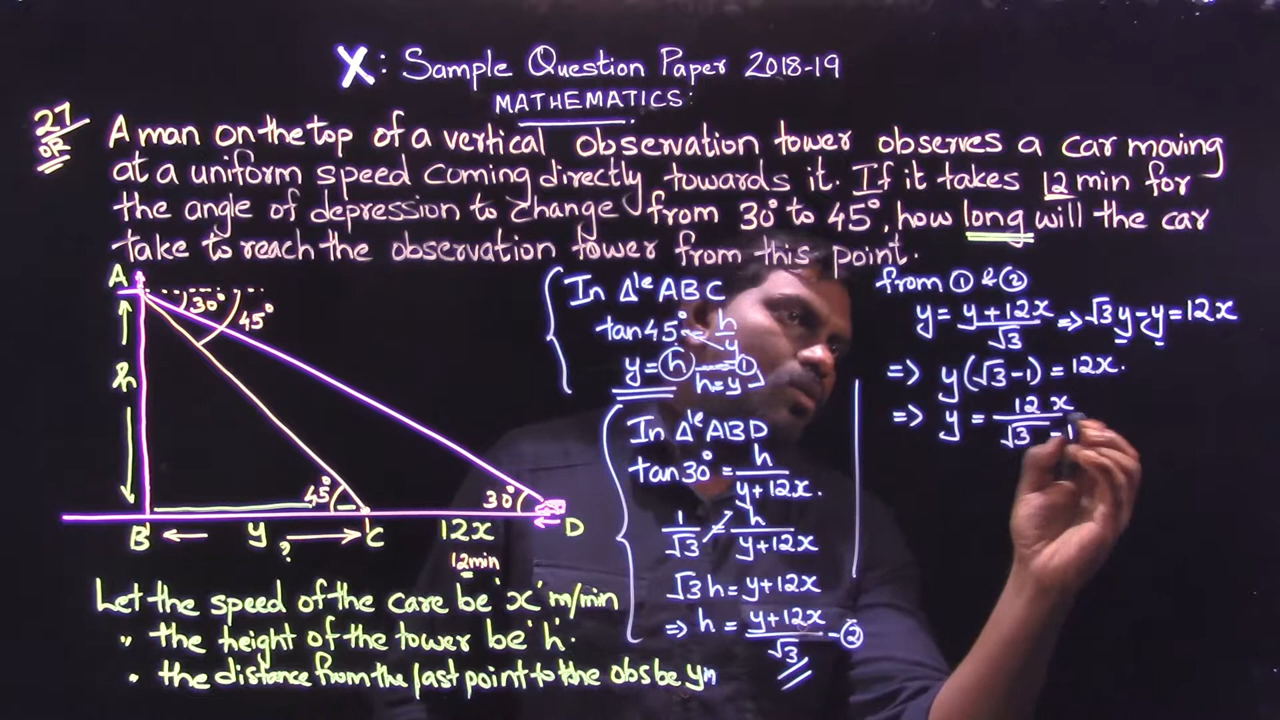 X: Sample Question Paper 2018-19
MATHEMATICS:
27
OR
A man on the top of a vertical observation tower observes a car moving
at a uniform speed coming directly towards it. If it takes 12 min for
the angle of depression to change from 30° to 45°, how long will the car
take to reach the observation tower from this point.
A
30°
45°
h
45°
30°
B
← y →
?
C
12x
12min
D
Let the speed of the care be 'x' m/min
" the height of the tower be 'h'.
" the distance from the last point to the obs be ym
In Δle ABC
tan45° = h/y
y = h —①
h=y
In Δle ABD
tan30° = h/(y+12x).
1/√3 = h/(y+12x)
√3 h = y+12x
=> h = (y+12x)/√3 -②
from ① & ②
y = (y+12x)/√3 => √3y-y=12x
=> y(√3-1) = 12x.
=> y = 12x/(√3-1)